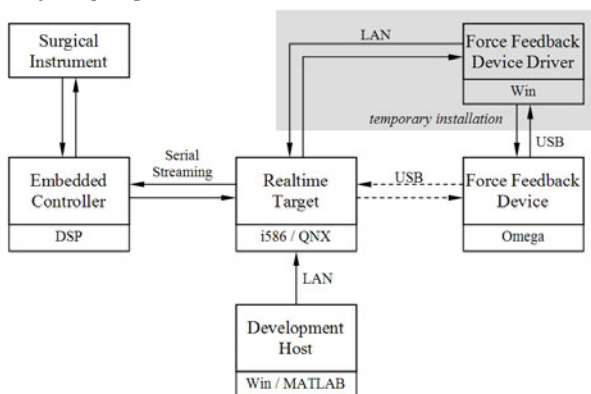 Surgical
Instrument
LAN
Force Feedback
Device Driver
Win
temporary installation
USB
Embedded
Controller
DSP
Serial
Streaming
Realtime
Target
i586 / QNX
USB
Force Feedback
Device
Omega
LAN
Development
Host
Win / MATLAB